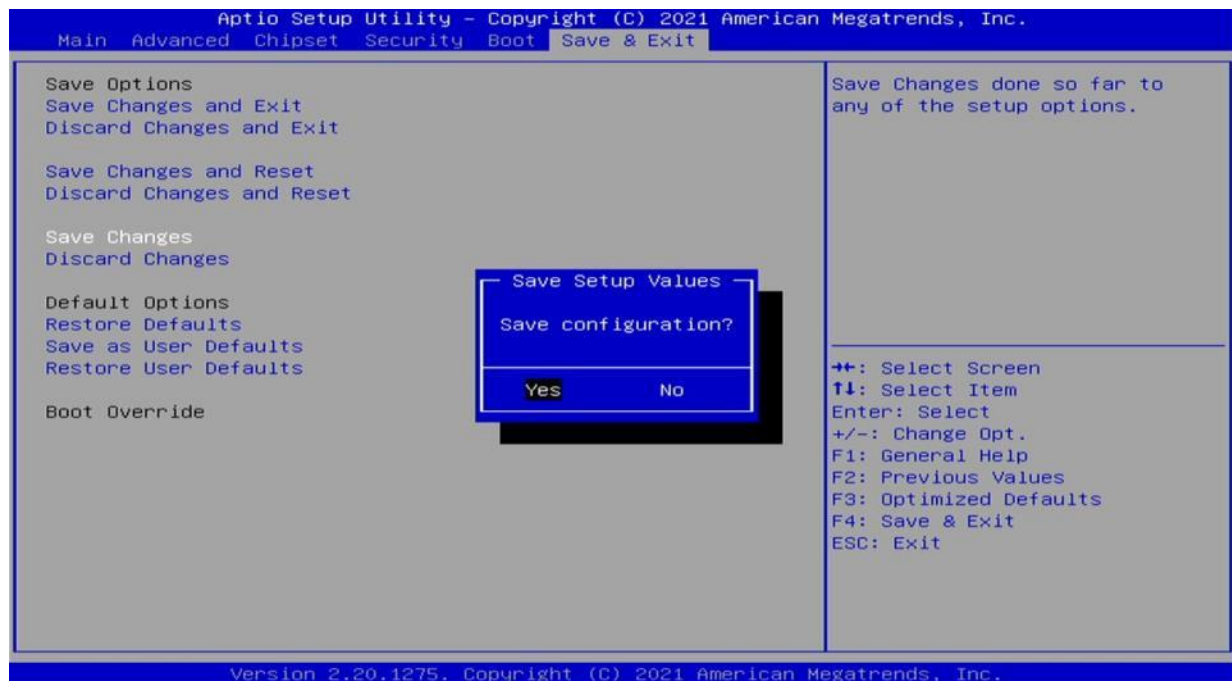 Aptio Setup Utility – Copyright (C) 2021 American Megatrends, Inc.
Main Advanced Chipset Security Boot Save & Exit
Save Options
Save Changes and Exit
Discard Changes and Exit
Save Changes and Reset
Discard Changes and Reset
Save Changes
Discard Changes
Default Options
Restore Defaults
Save as User Defaults
Restore User Defaults
Boot Override
Save Setup Values
Save configuration?
Yes No
Save Changes done so far to
any of the setup options.
→←: Select Screen
↑↓: Select Item
Enter: Select
+/-: Change Opt.
F1: General Help
F2: Previous Values
F3: Optimized Defaults
F4: Save & Exit
ESC: Exit
Version 2.20.1275. Copyright (C) 2021 American Megatrends, Inc.